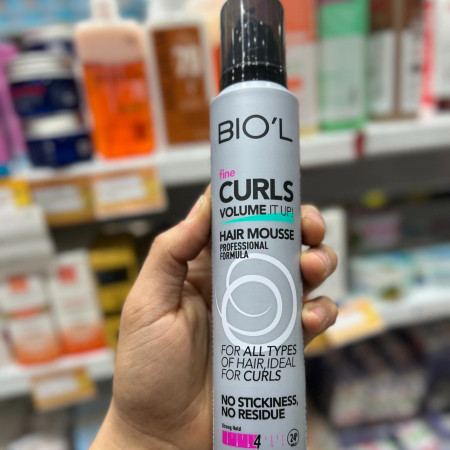 BIO'L
fine
CURLS
VOLUME IT UP!
HAIR MOUSSE
PROFESSIONAL
FORMULA
FOR ALL TYPES
OF HAIR, IDEAL
FOR CURLS
NO STICKINESS,
NO RESIDUE
Strong Hold
4
24